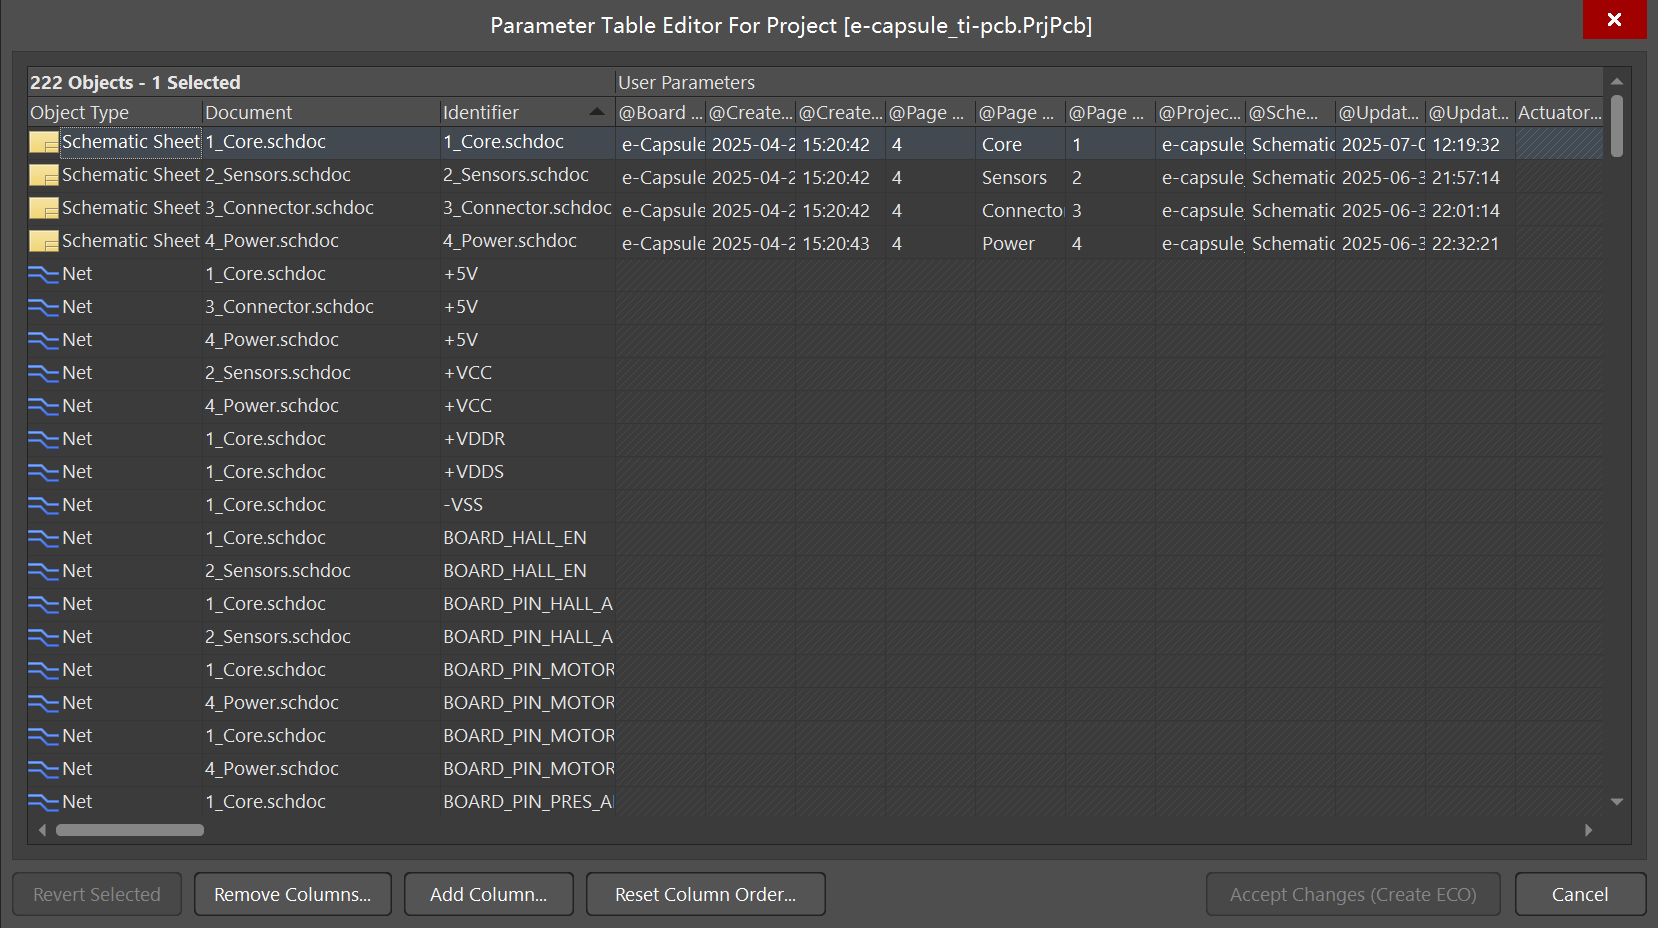 Parameter Table Editor For Project [e-capsule_ti-pcb.PrjPcb]
222 Objects - 1 Selected User Parameters
Object Type Document Identifier @Board ... @Create... @Create... @Page ... @Page ... @Page ... @Projec... @Sche... @Updat... @Updat... Actuator...
Schematic Sheet 1_Core.schdoc 1_Core.schdoc e-Capsule 2025-04-2 15:20:42 4 Core 1 e-capsule_ Schematic 2025-07-0 12:19:32
Schematic Sheet 2_Sensors.schdoc 2_Sensors.schdoc e-Capsule 2025-04-2 15:20:42 4 Sensors 2 e-capsule_ Schematic 2025-06-3 21:57:14
Schematic Sheet 3_Connector.schdoc 3_Connector.schdoc e-Capsule 2025-04-2 15:20:42 4 Connecto 3 e-capsule_ Schematic 2025-06-3 22:01:14
Schematic Sheet 4_Power.schdoc 4_Power.schdoc e-Capsule 2025-04-2 15:20:43 4 Power 4 e-capsule_ Schematic 2025-06-3 22:32:21
Net 1_Core.schdoc +5V
Net 3_Connector.schdoc +5V
Net 4_Power.schdoc +5V
Net 2_Sensors.schdoc +VCC
Net 4_Power.schdoc +VCC
Net 1_Core.schdoc +VDDR
Net 1_Core.schdoc +VDDS
Net 1_Core.schdoc -VSS
Net 1_Core.schdoc BOARD_HALL_EN
Net 2_Sensors.schdoc BOARD_HALL_EN
Net 1_Core.schdoc BOARD_PIN_HALL_A
Net 2_Sensors.schdoc BOARD_PIN_HALL_A
Net 1_Core.schdoc BOARD_PIN_MOTOR
Net 4_Power.schdoc BOARD_PIN_MOTOR
Net 1_Core.schdoc BOARD_PIN_MOTOR
Net 4_Power.schdoc BOARD_PIN_MOTOR
Net 1_Core.schdoc BOARD_PIN_PRES_A
Revert Selected Remove Columns... Add Column... Reset Column Order... Accept Changes (Create ECO) Cancel